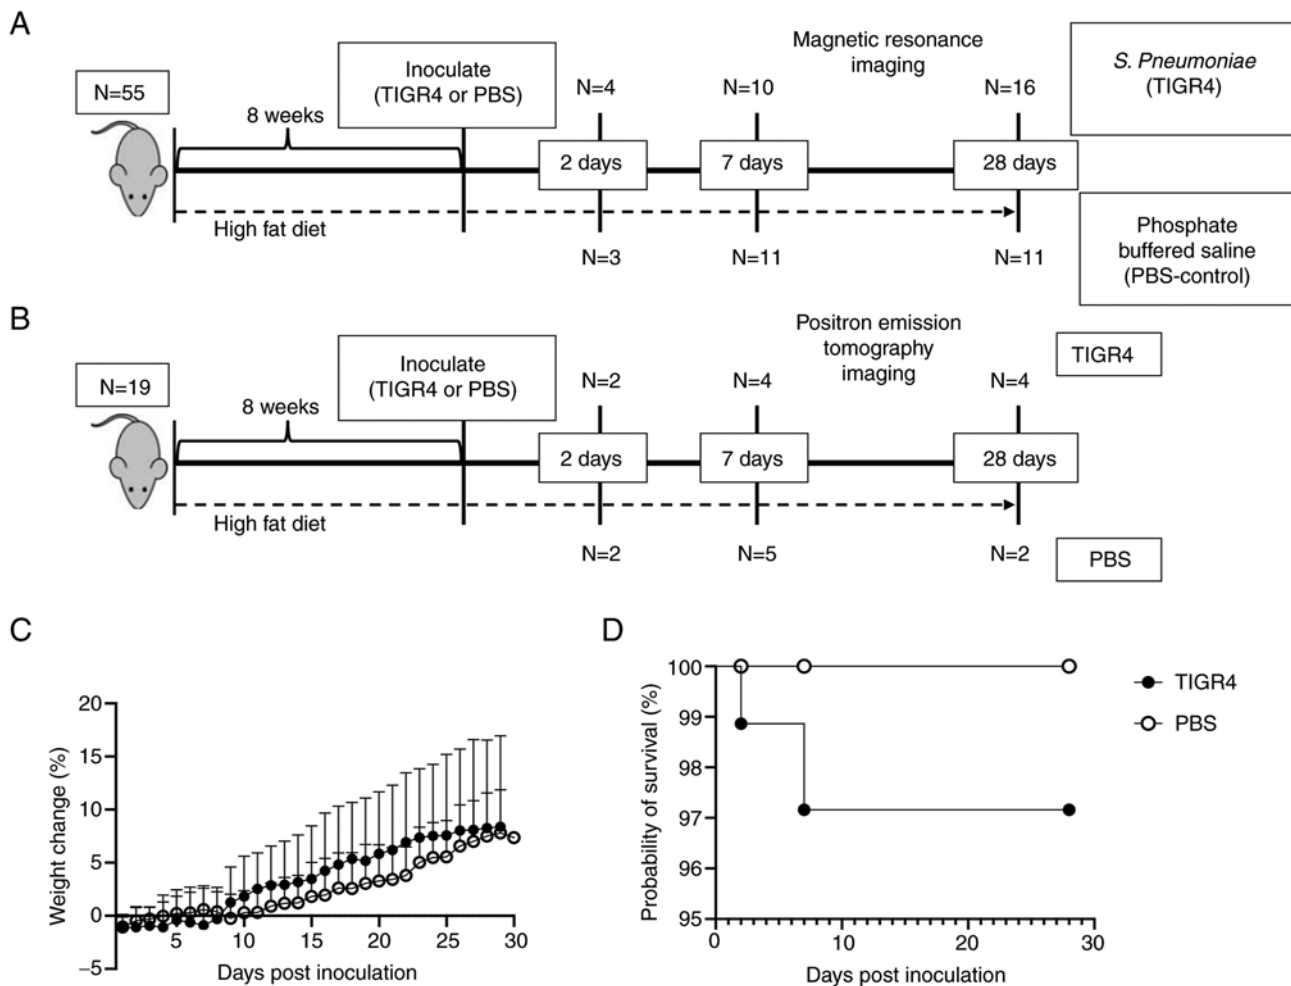 A
N=55
8 weeks
Inoculate
(TIGR4 or PBS)
High fat diet
Magnetic resonance
imaging
N=4
N=10
N=16
2 days
7 days
28 days
N=3
N=11
N=11
S. Pneumoniae
(TIGR4)
Phosphate
buffered saline
(PBS-control)
B
N=19
8 weeks
Inoculate
(TIGR4 or PBS)
High fat diet
Positron emission
tomography
imaging
N=2
N=4
N=4
2 days
7 days
28 days
N=2
N=5
N=2
TIGR4
PBS
C
Weight change (%)
20
15
10
5
0
−5
5
10
15
20
25
30
Days post inoculation
D
Probability of survival (%)
100
99
98
97
96
95
0
10
20
30
Days post inoculation
TIGR4
PBS